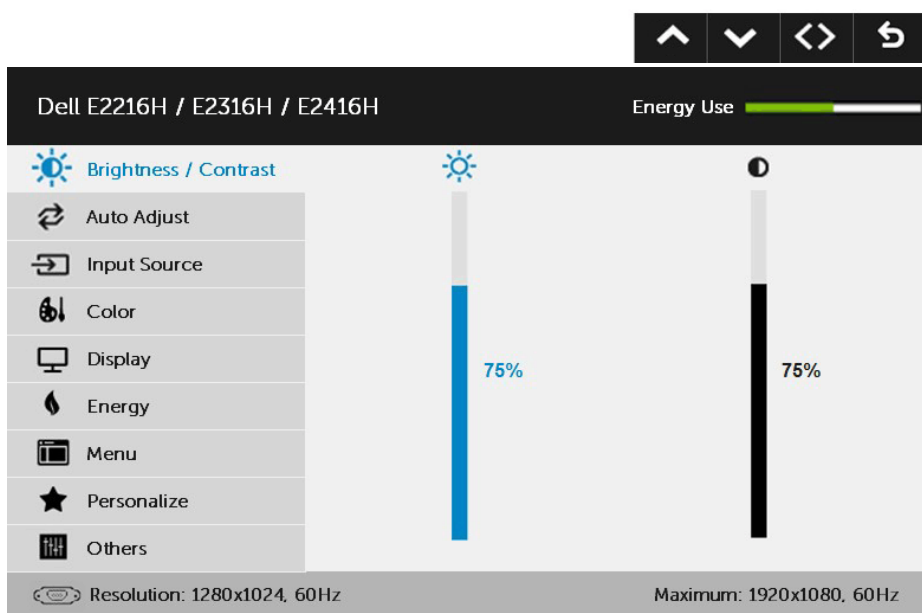 Dell E2216H / E2316H / E2416H
Energy Use
Brightness / Contrast
Auto Adjust
Input Source
Color
Display
75%
75%
Energy
Menu
Personalize
Others
Resolution: 1280x1024, 60Hz
Maximum: 1920x1080, 60Hz